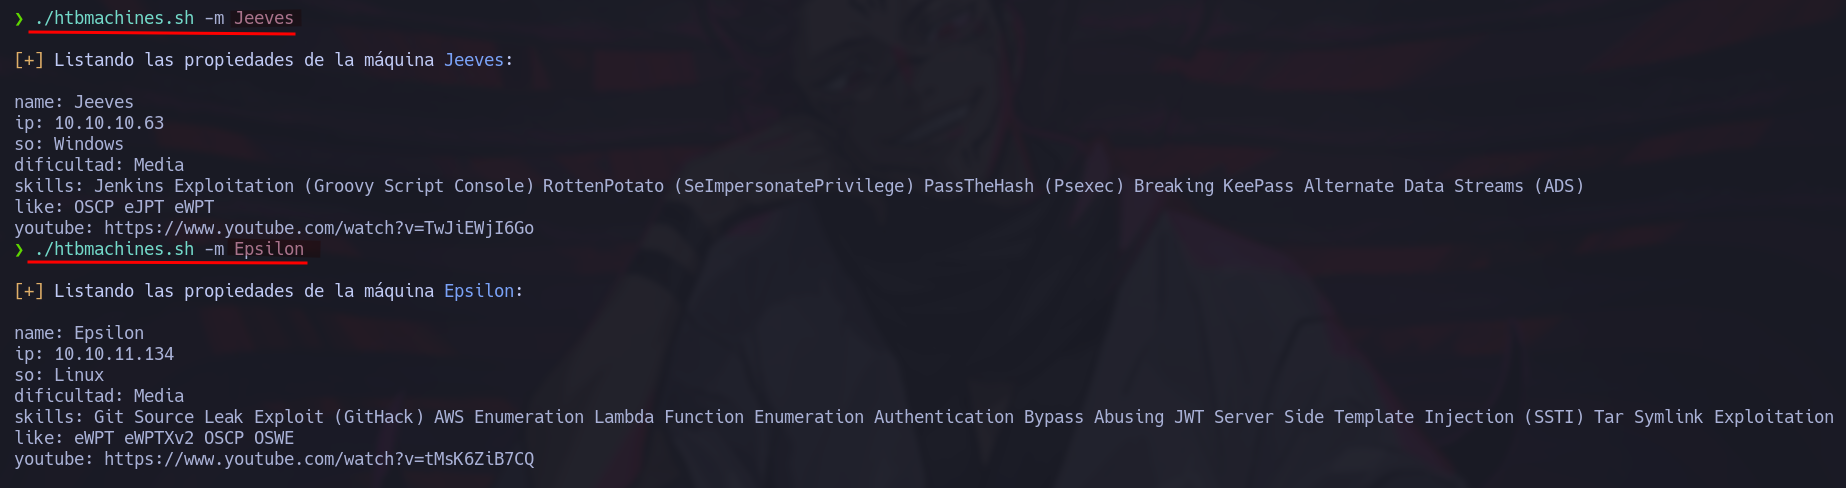 ❯ ./htbmachines.sh -m Jeeves
[+] Listando las propiedades de la máquina Jeeves:
name: Jeeves
ip: 10.10.10.63
so: Windows
dificultad: Media
skills: Jenkins Exploitation (Groovy Script Console) RottenPotato (SeImpersonatePrivilege) PassTheHash (Psexec) Breaking KeePass Alternate Data Streams (ADS)
like: OSCP eJPT eWPT
youtube: https://www.youtube.com/watch?v=TwJiEWjI6Go
❯ ./htbmachines.sh -m Epsilon
[+] Listando las propiedades de la máquina Epsilon:
name: Epsilon
ip: 10.10.11.134
so: Linux
dificultad: Media
skills: Git Source Leak Exploit (GitHack) AWS Enumeration Lambda Function Enumeration Authentication Bypass Abusing JWT Server Side Template Injection (SSTI) Tar Symlink Exploitation
like: eWPT eWPTXv2 OSCP OSWE
youtube: https://www.youtube.com/watch?v=tMsK6ZiB7CQ